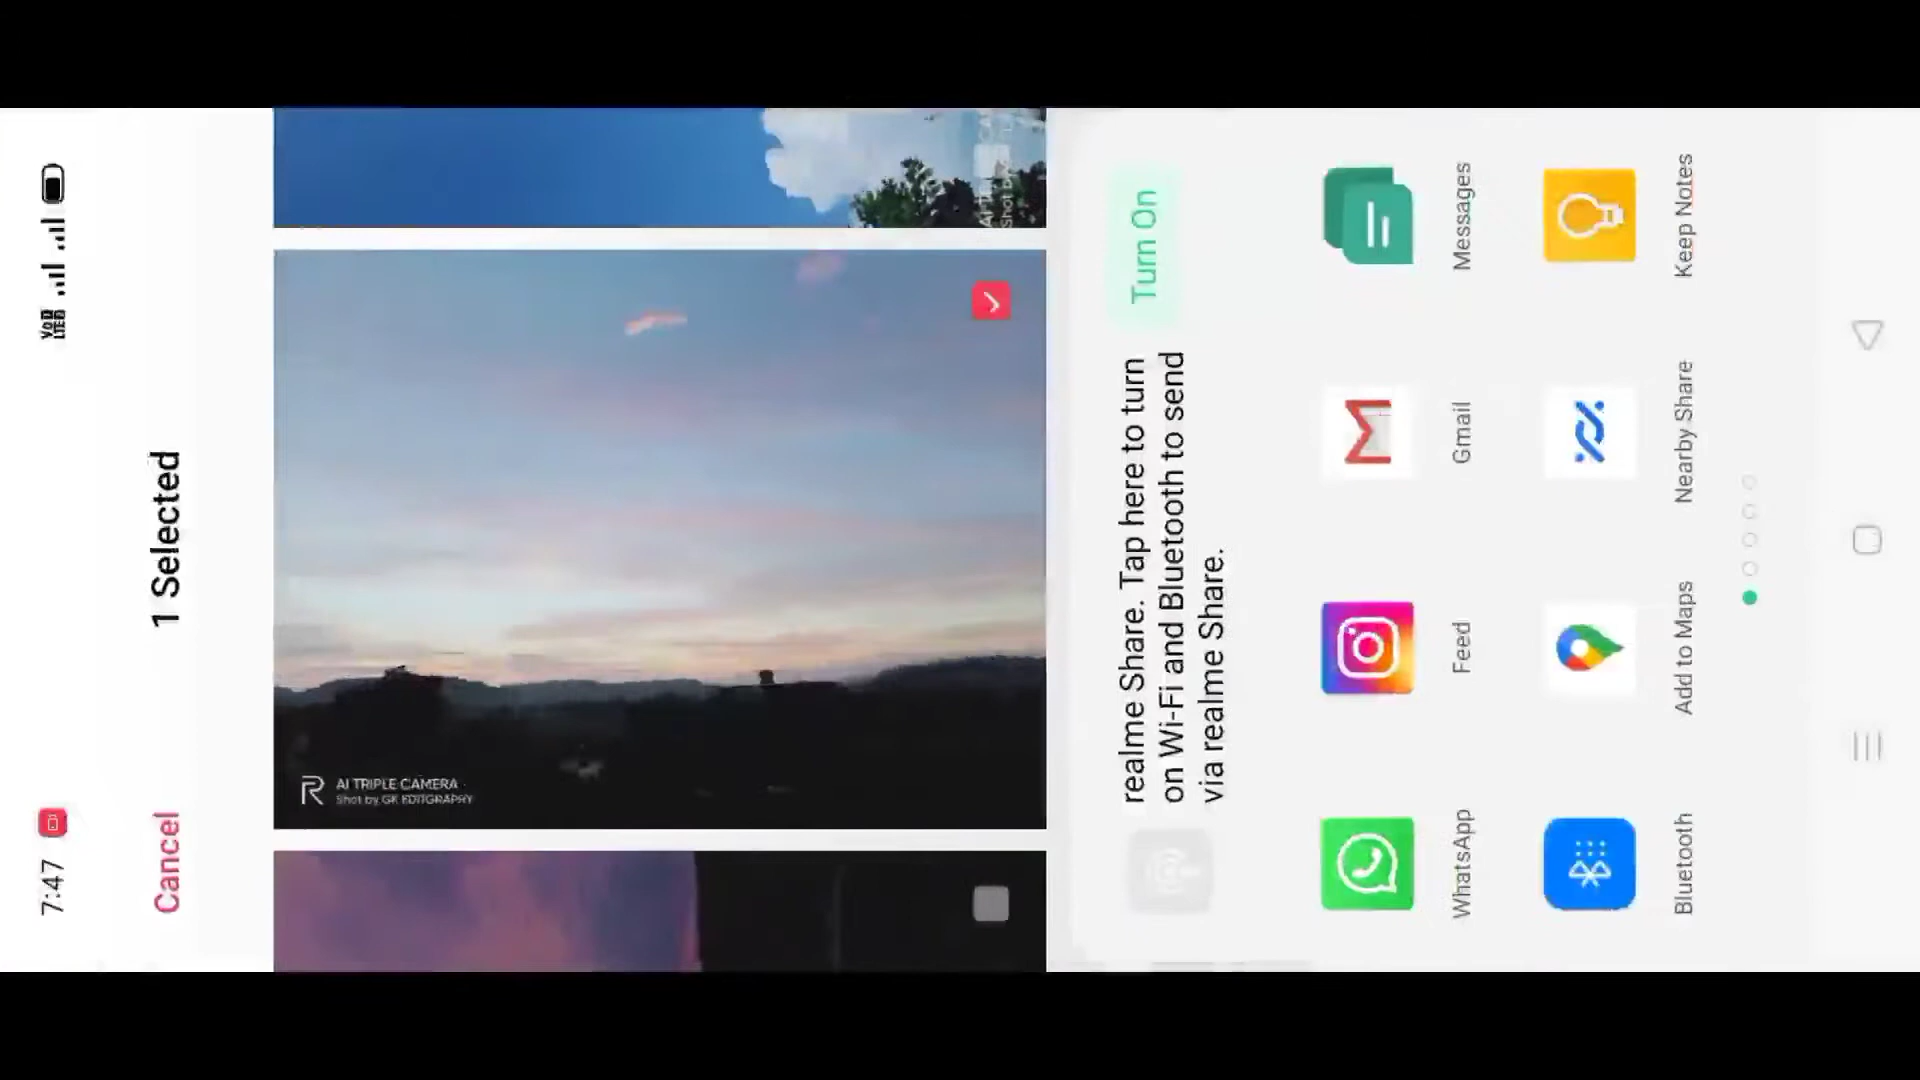 7:47
VoD LTED
Cancel
1 Selected
AI TRIPLE CAMERA
Shot by GK EDITGRAPHY
realme Share. Tap here to turn
on Wi-Fi and Bluetooth to send
via realme Share.
Turn On
WhatsApp
Feed
Gmail
Messages
Bluetooth
Add to Maps
Nearby Share
Keep Notes